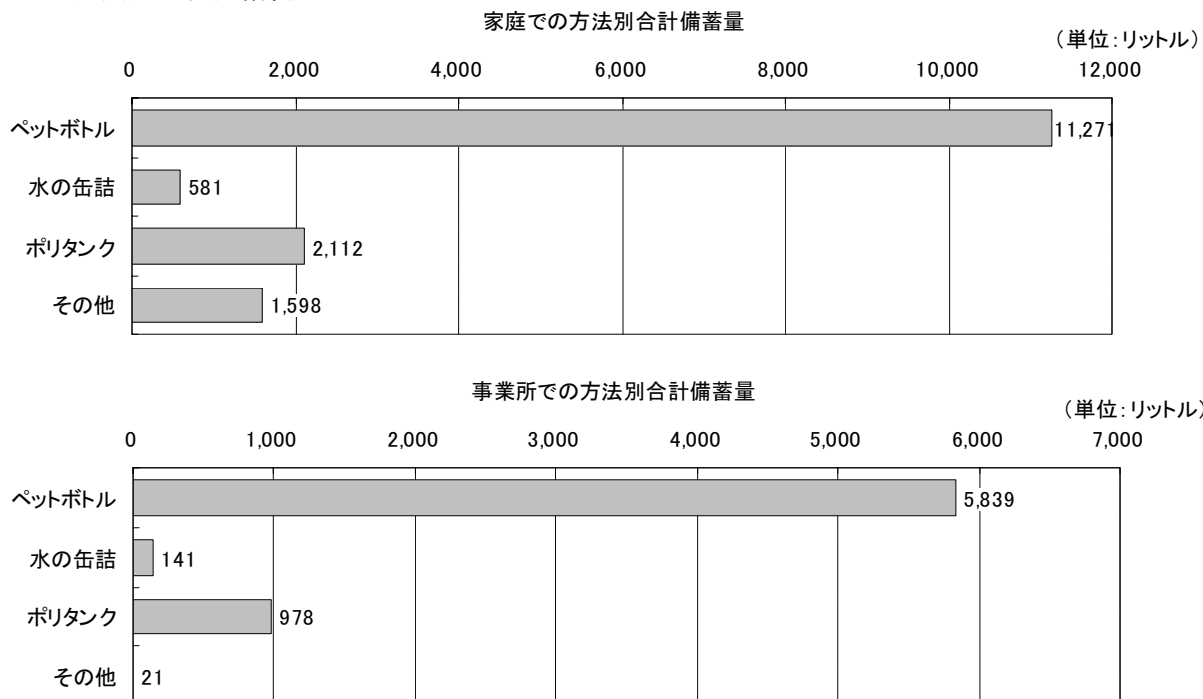 家庭での方法別合計備蓄量
（単位：リットル）
0 2,000 4,000 6,000 8,000 10,000 12,000
ペットボトル 11,271
水の缶詰 581
ポリタンク 2,112
その他 1,598
事業所での方法別合計備蓄量
（単位：リットル）
0 1,000 2,000 3,000 4,000 5,000 6,000 7,000
ペットボトル 5,839
水の缶詰 141
ポリタンク 978
その他 21